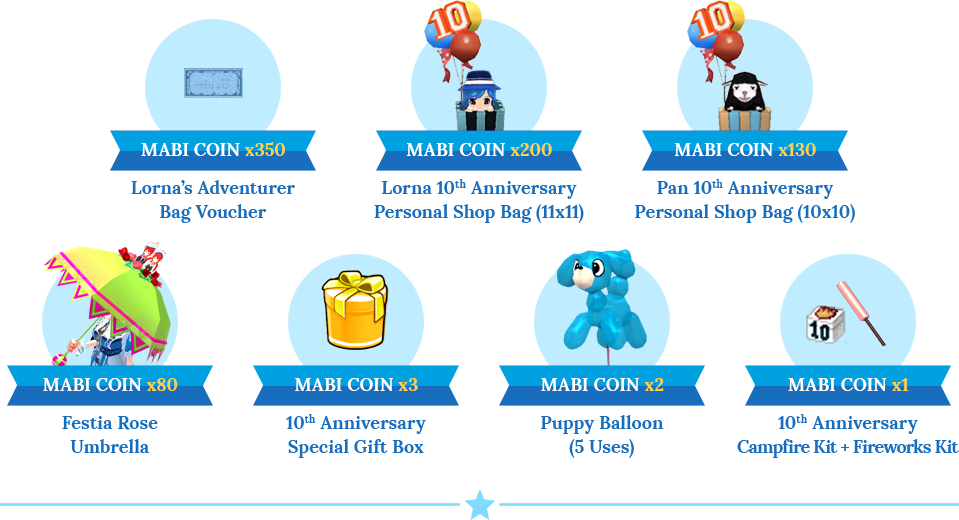 10
10
MABI COIN x350
MABI COIN x200
MABI COIN x130
Lorna's Adventurer
Bag Voucher
Lorna 10th Anniversary
Personal Shop Bag (11x11)
Pan 10th Anniversary
Personal Shop Bag (10x10)
10
MABI COIN x80
MABI COIN x3
MABI COIN x2
MABI COIN x1
Festia Rose
Umbrella
10th Anniversary
Special Gift Box
Puppy Balloon
(5 Uses)
10th Anniversary
Campfire Kit + Fireworks Kit